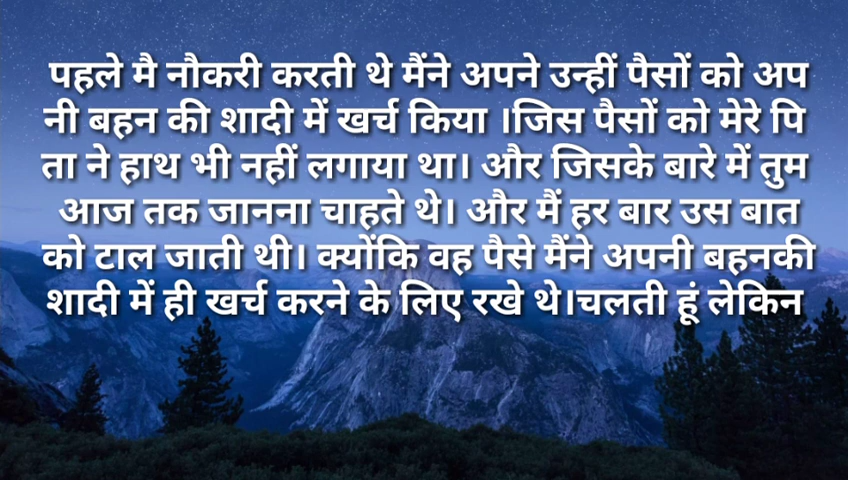 पहले मै नौकरी करती थे मैंने अपने उन्हीं पैसों को अप
नी बहन की शादी में खर्च किया ।जिस पैसों को मेरे पि
ता ने हाथ भी नहीं लगाया था। और जिसके बारे में तुम
आज तक जानना चाहते थे। और मैं हर बार उस बात
को टाल जाती थी। क्योंकि वह पैसे मैंने अपनी बहनकी
शादी में ही खर्च करने के लिए रखे थे।चलती हूं लेकिन